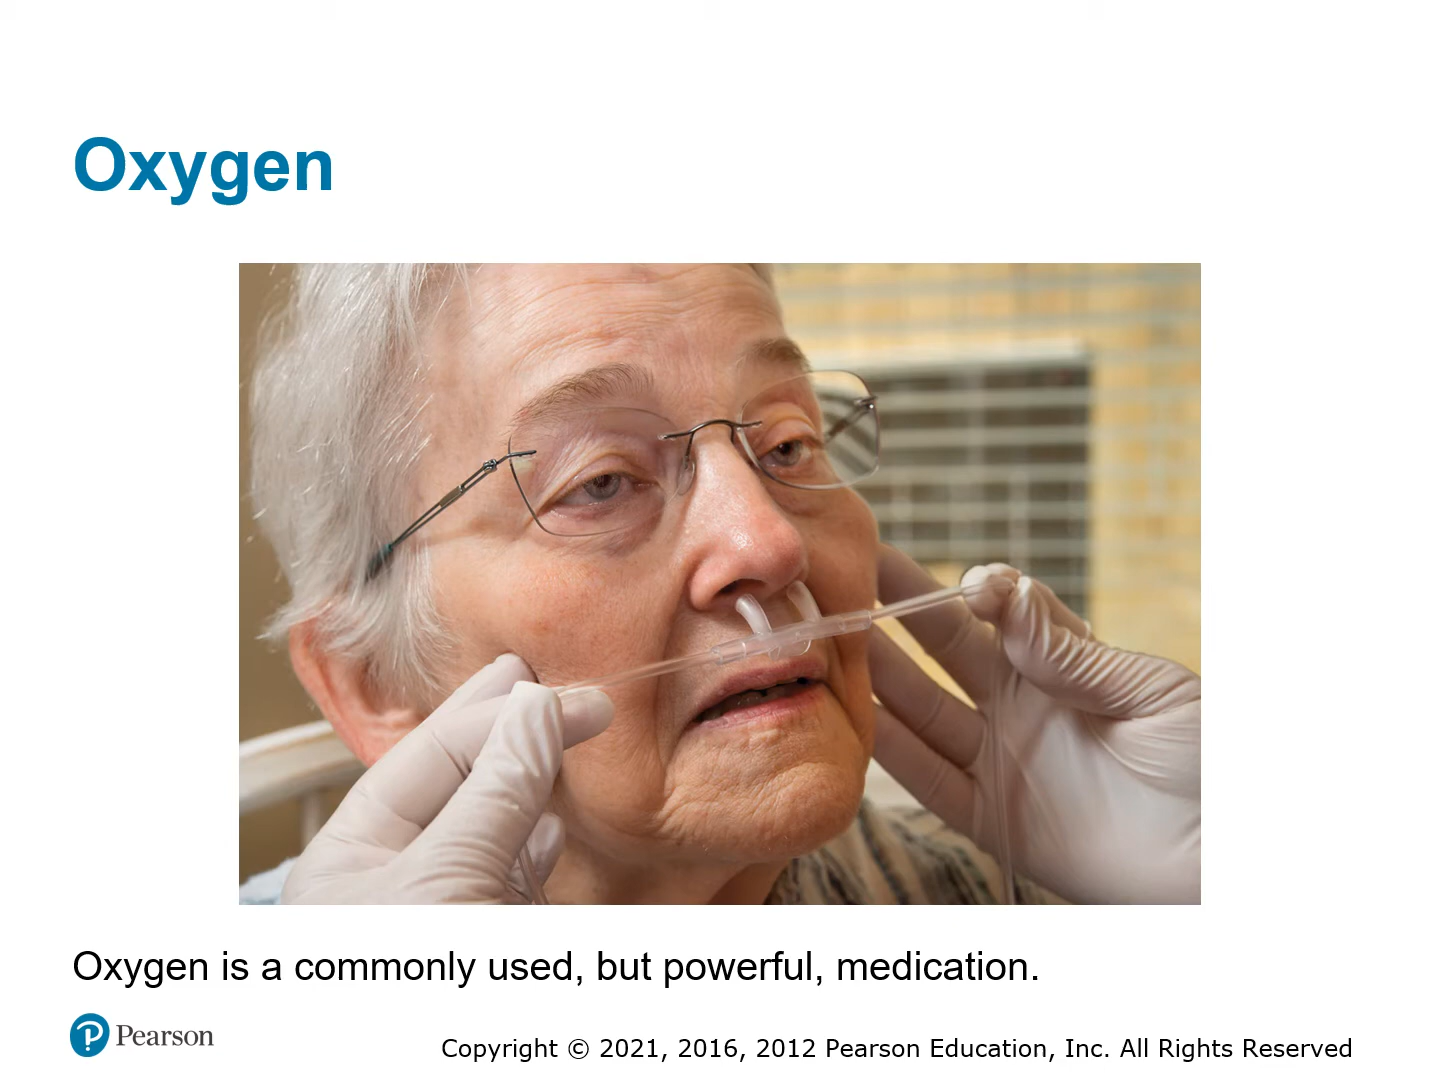 Oxygen
Oxygen is a commonly used, but powerful, medication.
Pearson
Copyright © 2021, 2016, 2012 Pearson Education, Inc. All Rights Reserved